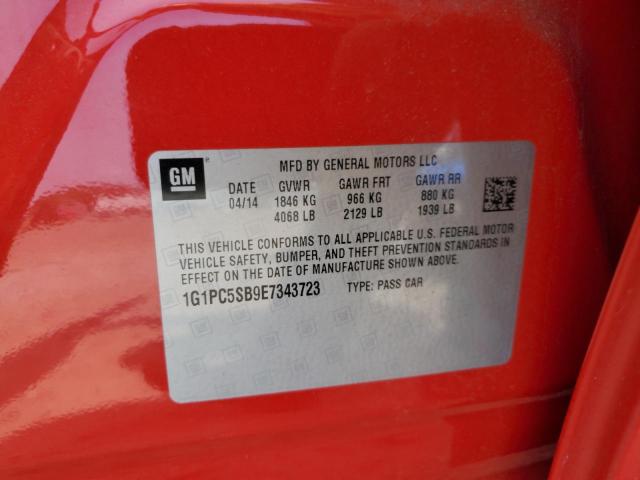 GM
MFD BY GENERAL MOTORS LLC
DATE GVWR GAWR FRT GAWR RR
04/14 1846 KG 966 KG 880 KG
4068 LB 2129 LB 1939 LB
THIS VEHICLE CONFORMS TO ALL APPLICABLE U.S. FEDERAL MOTOR
VEHICLE SAFETY, BUMPER, AND THEFT PREVENTION STANDARDS IN
EFFECT ON THE DATE OF MANUFACTURE SHOWN ABOVE.
1G1PC5SB9E7343723 TYPE: PASS CAR